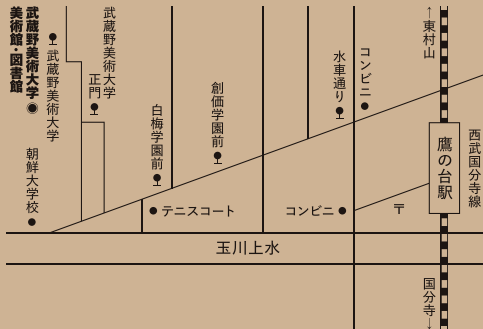 武蔵野美術大学
美術館・図書館
武蔵野美術大学
朝鮮大学校
武蔵野美術大学
正門
白梅学園前
創価学園前
水車通り
コンビニ
↑東村山
鷹の台駅
西武国分寺線
テニスコート
コンビニ
〒
玉川上水
国分寺↓